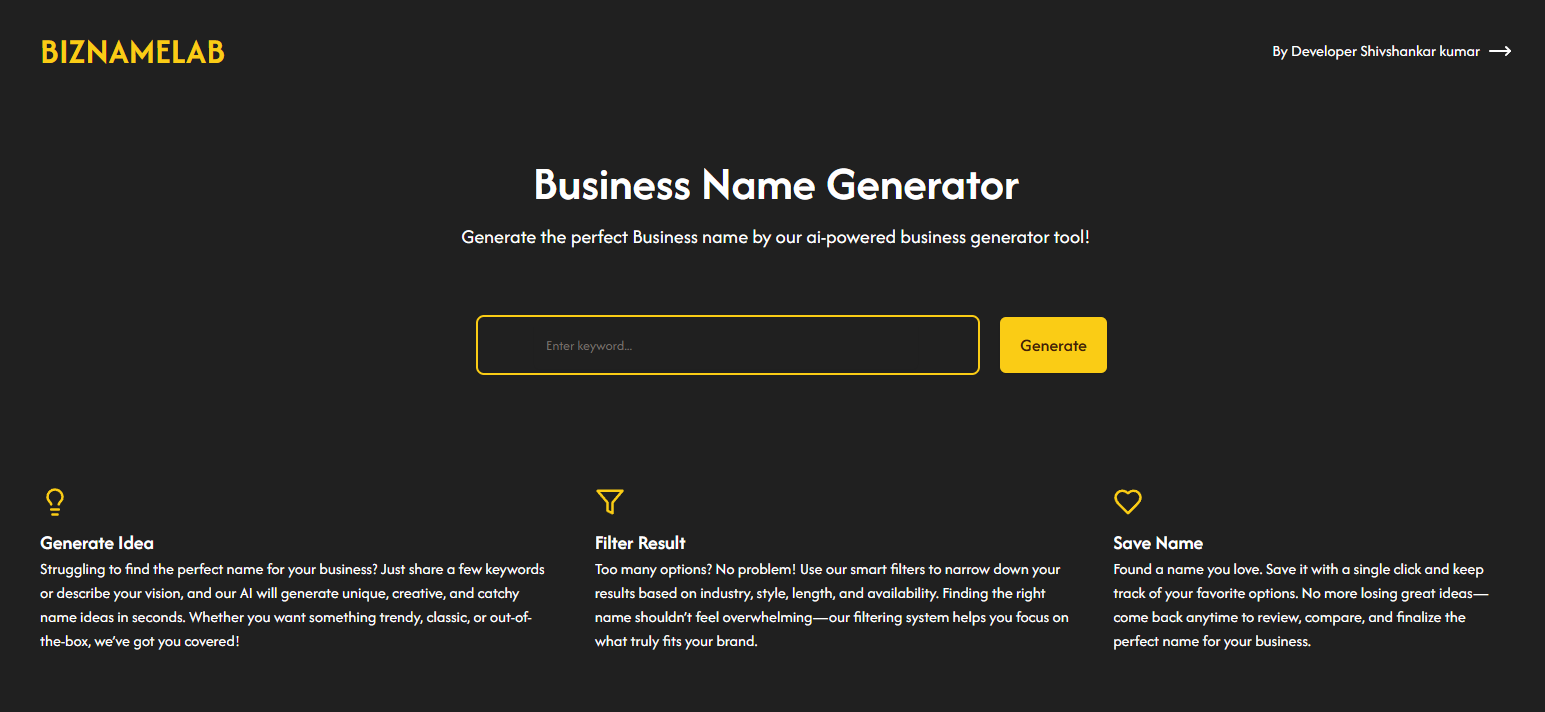 BIZNAMELAB
By Developer Shivshankar kumar
Business Name Generator
Generate the perfect Business name by our ai-powered business generator tool!
Enter keyword...
Generate
Generate Idea
Struggling to find the perfect name for your business? Just share a few keywords
or describe your vision, and our AI will generate unique, creative, and catchy
name ideas in seconds. Whether you want something trendy, classic, or out-of-
the-box, we’ve got you covered!
Filter Result
Too many options? No problem! Use our smart filters to narrow down your
results based on industry, style, length, and availability. Finding the right
name shouldn’t feel overwhelming—our filtering system helps you focus on
what truly fits your brand.
Save Name
Found a name you love. Save it with a single click and keep
track of your favorite options. No more losing great ideas—
come back anytime to review, compare, and finalize the
perfect name for your business.